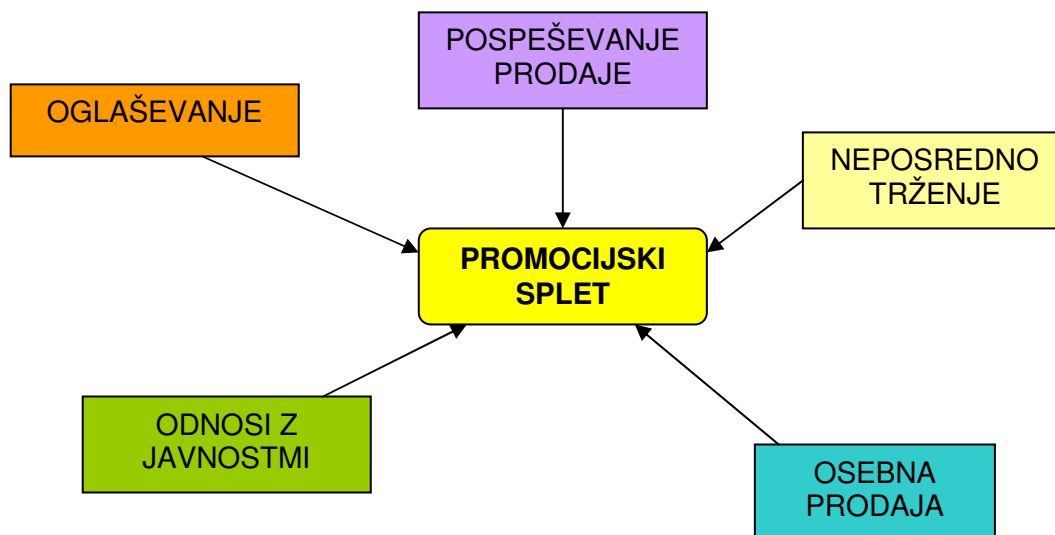 POSPEŠEVANJE
PRODAJE
OGLAŠEVANJE
NEPOSREDNO
TRŽENJE
PROMOCIJSKI
SPLET
ODNOSI Z
JAVNOSTMI
OSEBNA
PRODAJA